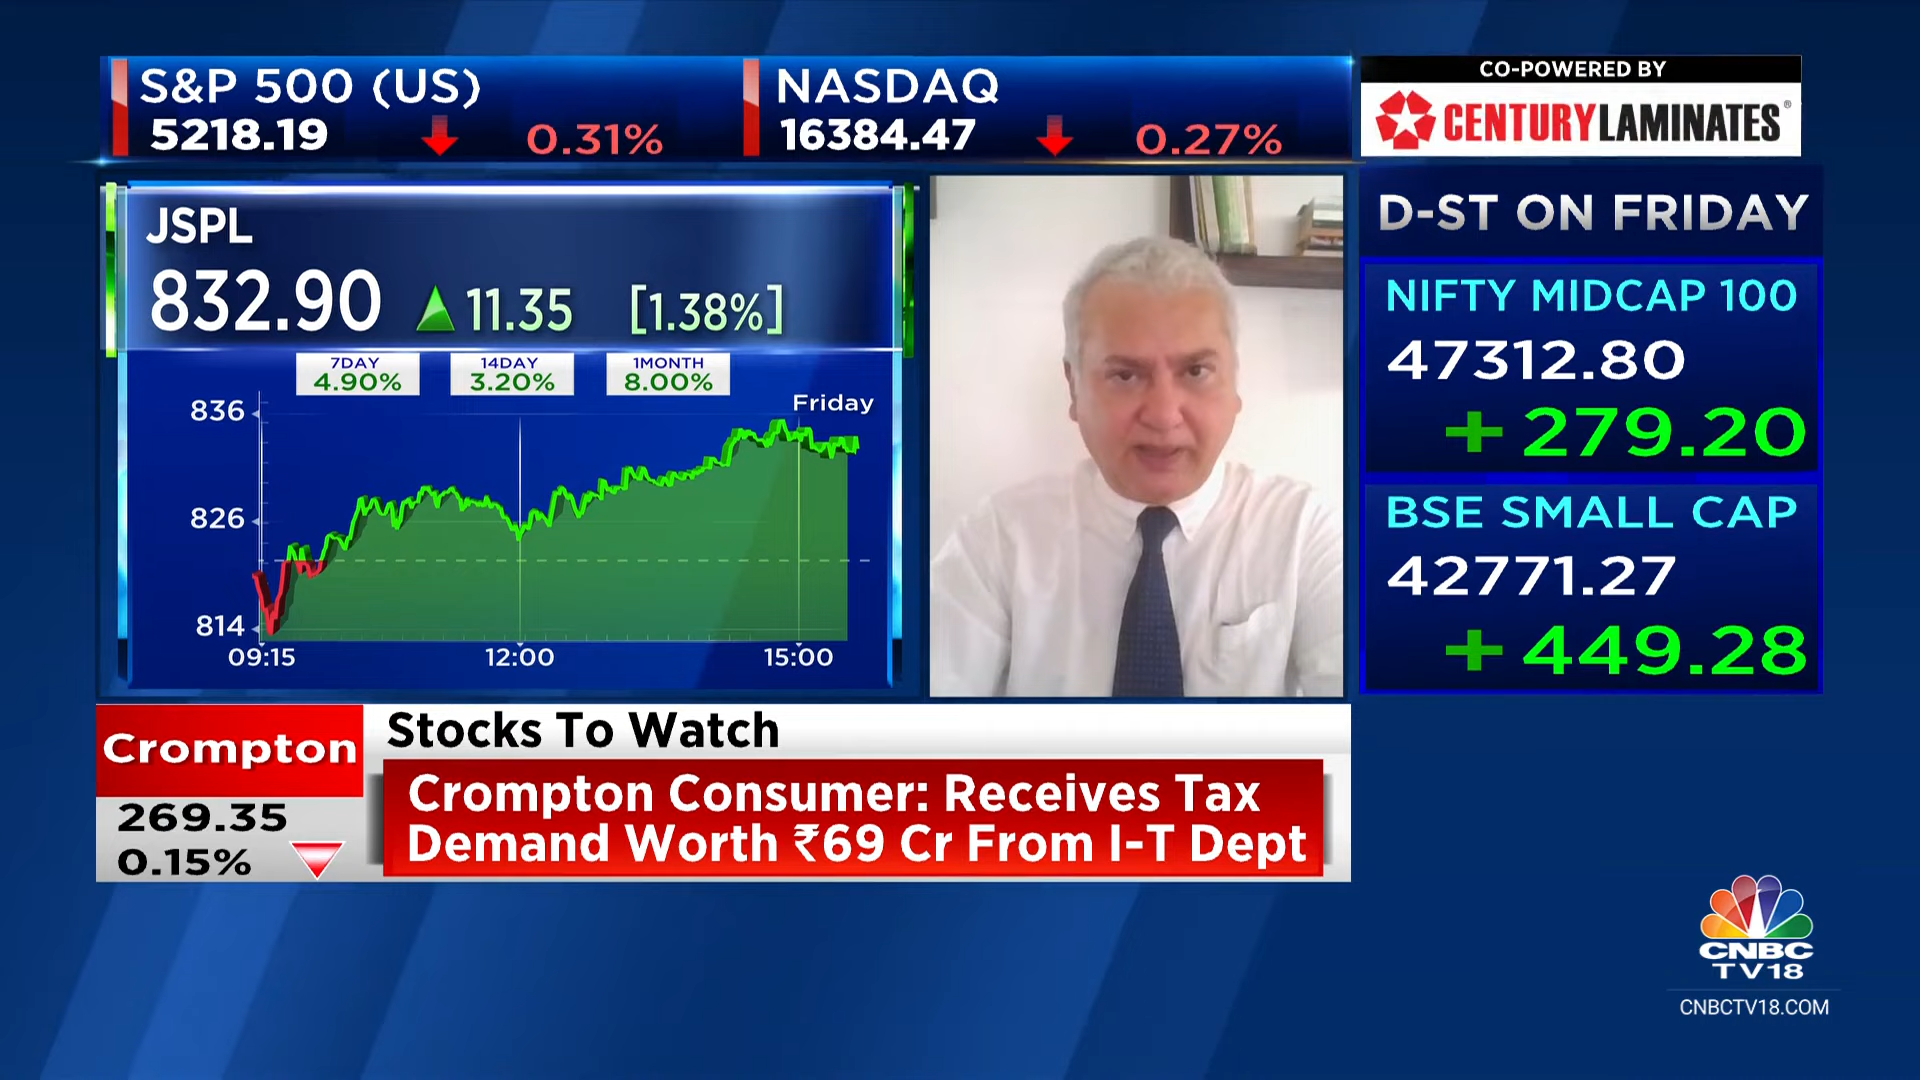 S&P 500 (US)
5218.19 0.31%
NASDAQ
16384.47 0.27%
CO-POWERED BY
CENTURYLAMINATES®
JSPL
832.90 ▲ 11.35 [1.38%]
7DAY
4.90%
14DAY
3.20%
1MONTH
8.00%
Friday
836
826
814
09:15 12:00 15:00
D-ST ON FRIDAY
NIFTY MIDCAP 100
47312.80
+ 279.20
BSE SMALL CAP
42771.27
+ 449.28
Crompton
269.35
0.15%
Stocks To Watch
Crompton Consumer: Receives Tax
Demand Worth ₹69 Cr From I-T Dept
CNBC
TV18
CNBCTV18.COM